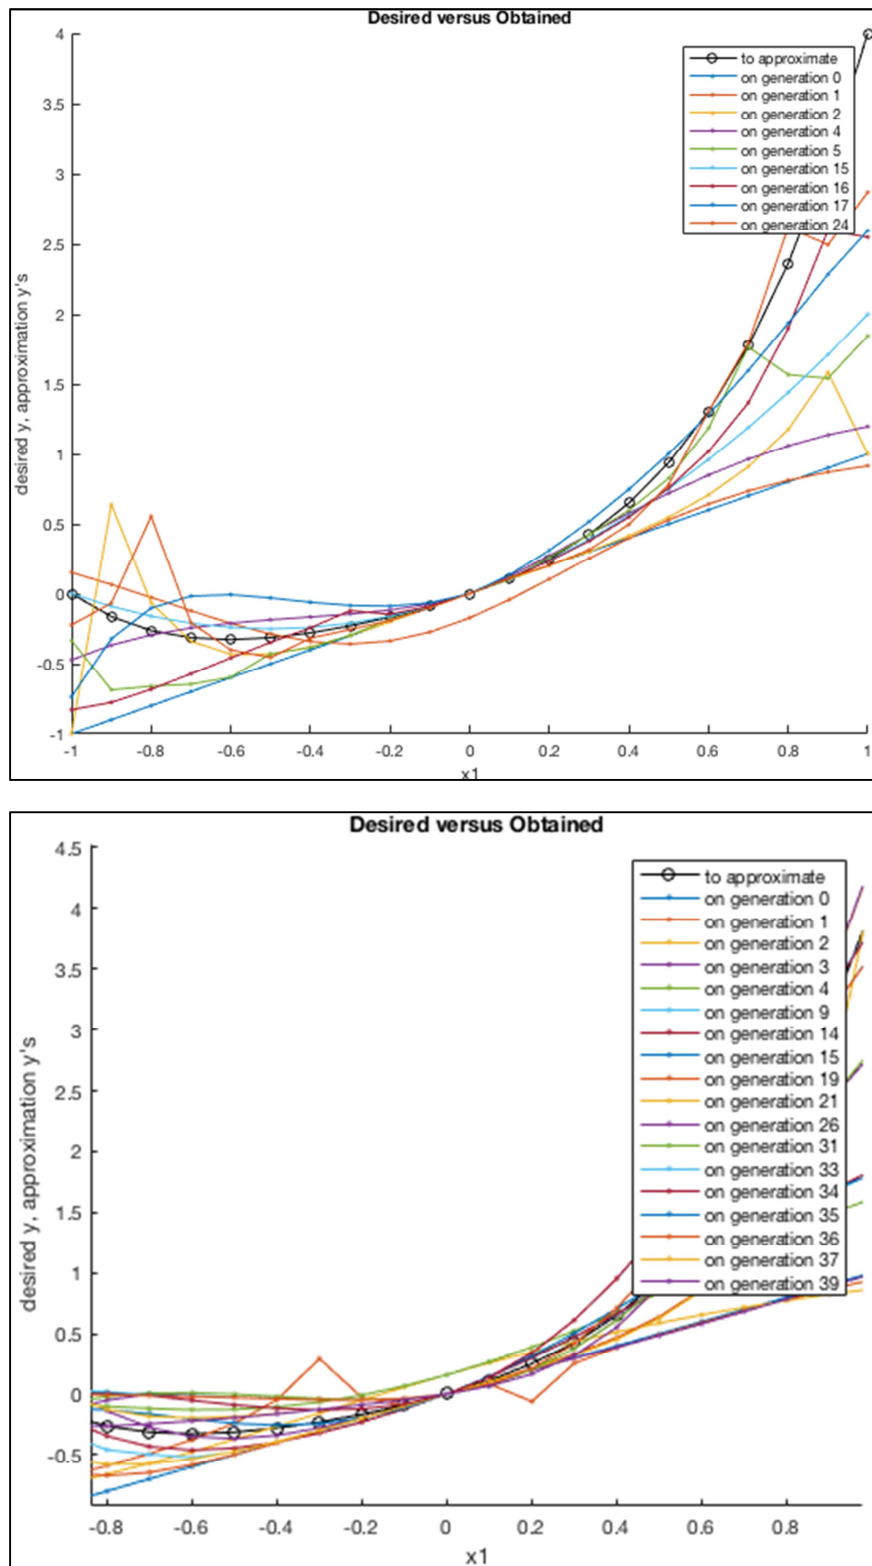 Desired versus Obtained
4
3.5
3
2.5
2
1.5
1
0.5
0
-0.5
-1
desired y, approximation y's
to approximate
on generation 0
on generation 1
on generation 2
on generation 4
on generation 5
on generation 15
on generation 16
on generation 17
on generation 24
-1 -0.8 -0.6 -0.4 -0.2 0 0.2 0.4 0.6 0.8 1
x1
Desired versus Obtained
4.5
4
3.5
3
2.5
2
1.5
1
0.5
0
-0.5
desired y, approximation y's
to approximate
on generation 0
on generation 1
on generation 2
on generation 3
on generation 4
on generation 9
on generation 14
on generation 15
on generation 19
on generation 21
on generation 26
on generation 31
on generation 33
on generation 34
on generation 35
on generation 36
on generation 37
on generation 39
-0.8 -0.6 -0.4 -0.2 0 0.2 0.4 0.6 0.8
x1